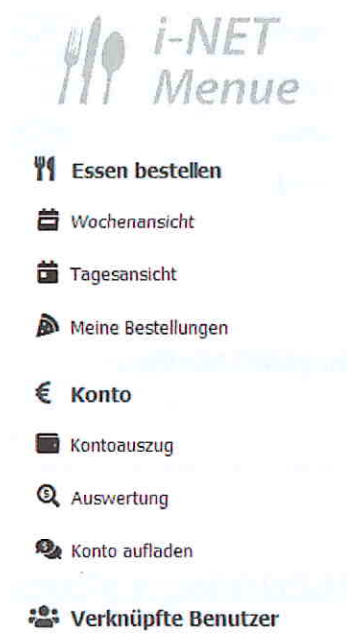 i-NET
Menue
Essen bestellen
Wochenansicht
Tagesansicht
Meine Bestellungen
€ Konto
Kontoauszug
Auswertung
Konto aufladen
Verknüpfte Benutzer